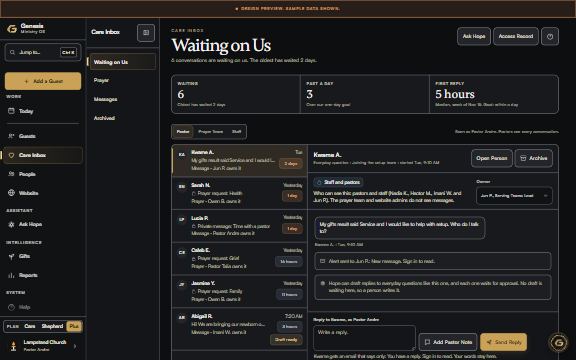 DESIGN PREVIEW. SAMPLE DATA SHOWN.
Genesis
Ministry OS
Jump to...
Ctrl K
+ Add a Guest
WORK
Today
Guests
Care Inbox
People
Website
ASSISTANT
Ask Hope
INTELLIGENCE
Gifts
Reports
SYSTEM
Help
PLAN Care Shepherd Plus
Lampstead Church
Pastor Andre
Care Inbox
Waiting on Us
Prayer
Messages
Archived
CARE INBOX
Waiting on Us
6 conversations are waiting on us. The oldest has waited 2 days.
Ask Hope
Access Record
WAITING
6
Oldest has waited 2 days
PAST A DAY
3
Over our one-day goal
FIRST REPLY
5 hours
Median, week of Nov 16. Goal: within a day
Pastor
Prayer Team
Staff
Seen as Pastor Andre. Pastors see every conversation.
KA
Kwame A.
Tue
My gifts result said Service and I would l...
Message · Jun P. owns it
2 days
Sarah N.
Yesterday
Prayer request: Health
Prayer · Owen B. owns it
1 day
Lucia P.
Yesterday
Private message: Time with a pastor
Message · Pastor Andre owns it
1 day
Caleb E.
Yesterday
Prayer request: Grief
Prayer · Pastor Talia owns it
16 hours
Jasmine Y.
Yesterday
Prayer request: Family
Prayer · Owen B. owns it
Abigail R.
7:20 AM
Hi! We are bringing our newborn o...
Message · Imani W. owns it
3 hours
Draft ready
Kwame A.
Everyday question · Joining the setup team · started Tue, 9:10 AM
Open Person
Archive
Staff and pastors
Who can see this: pastors and staff (Nadia K., Hector M., Imani W. and
Jun P.). The prayer team and website admins do not see messages.
Owner
Jun P., Serving Teams Lead
My gifts result said Service and I would like to help with setup. Who do I talk
to?
Kwame A. · Tue, 9:10 AM
Alert sent to Jun P.: New message. Sign in to read.
Hope can draft replies to everyday questions like this one, and each one waits for approval. No draft is
waiting here, so a person writes it.
Reply to Kwame, as Pastor Andre
Write a reply.
Add Pastor Note
Send Reply
Kwame gets an email that says only: You have a reply. Sign in to read. Your words stay here.